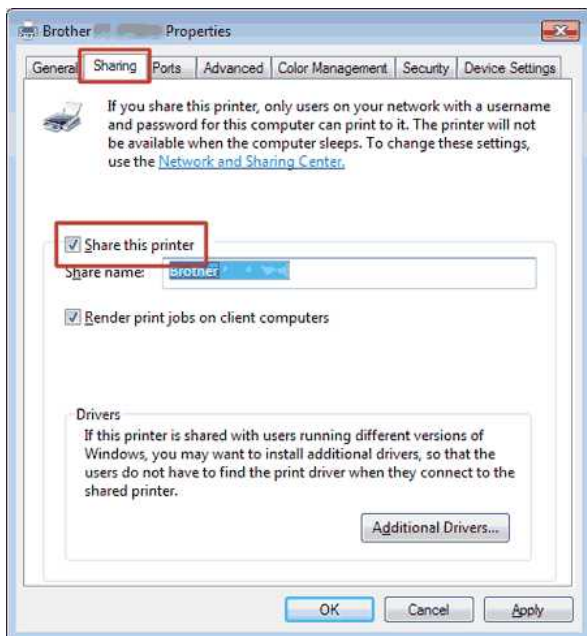 Brother Properties
General Sharing Ports Advanced Color Management Security Device Settings
If you share this printer, only users on your network with a username
and password for this computer can print to it. The printer will not
be available when the computer sleeps. To change these settings,
use the Network and Sharing Center.
Share this printer
Share name: Brother
Render print jobs on client computers
Drivers
If this printer is shared with users running different versions of
Windows, you may want to install additional drivers, so that the
users do not have to find the print driver when they connect to the
shared printer.
Additional Drivers...
OK Cancel Apply